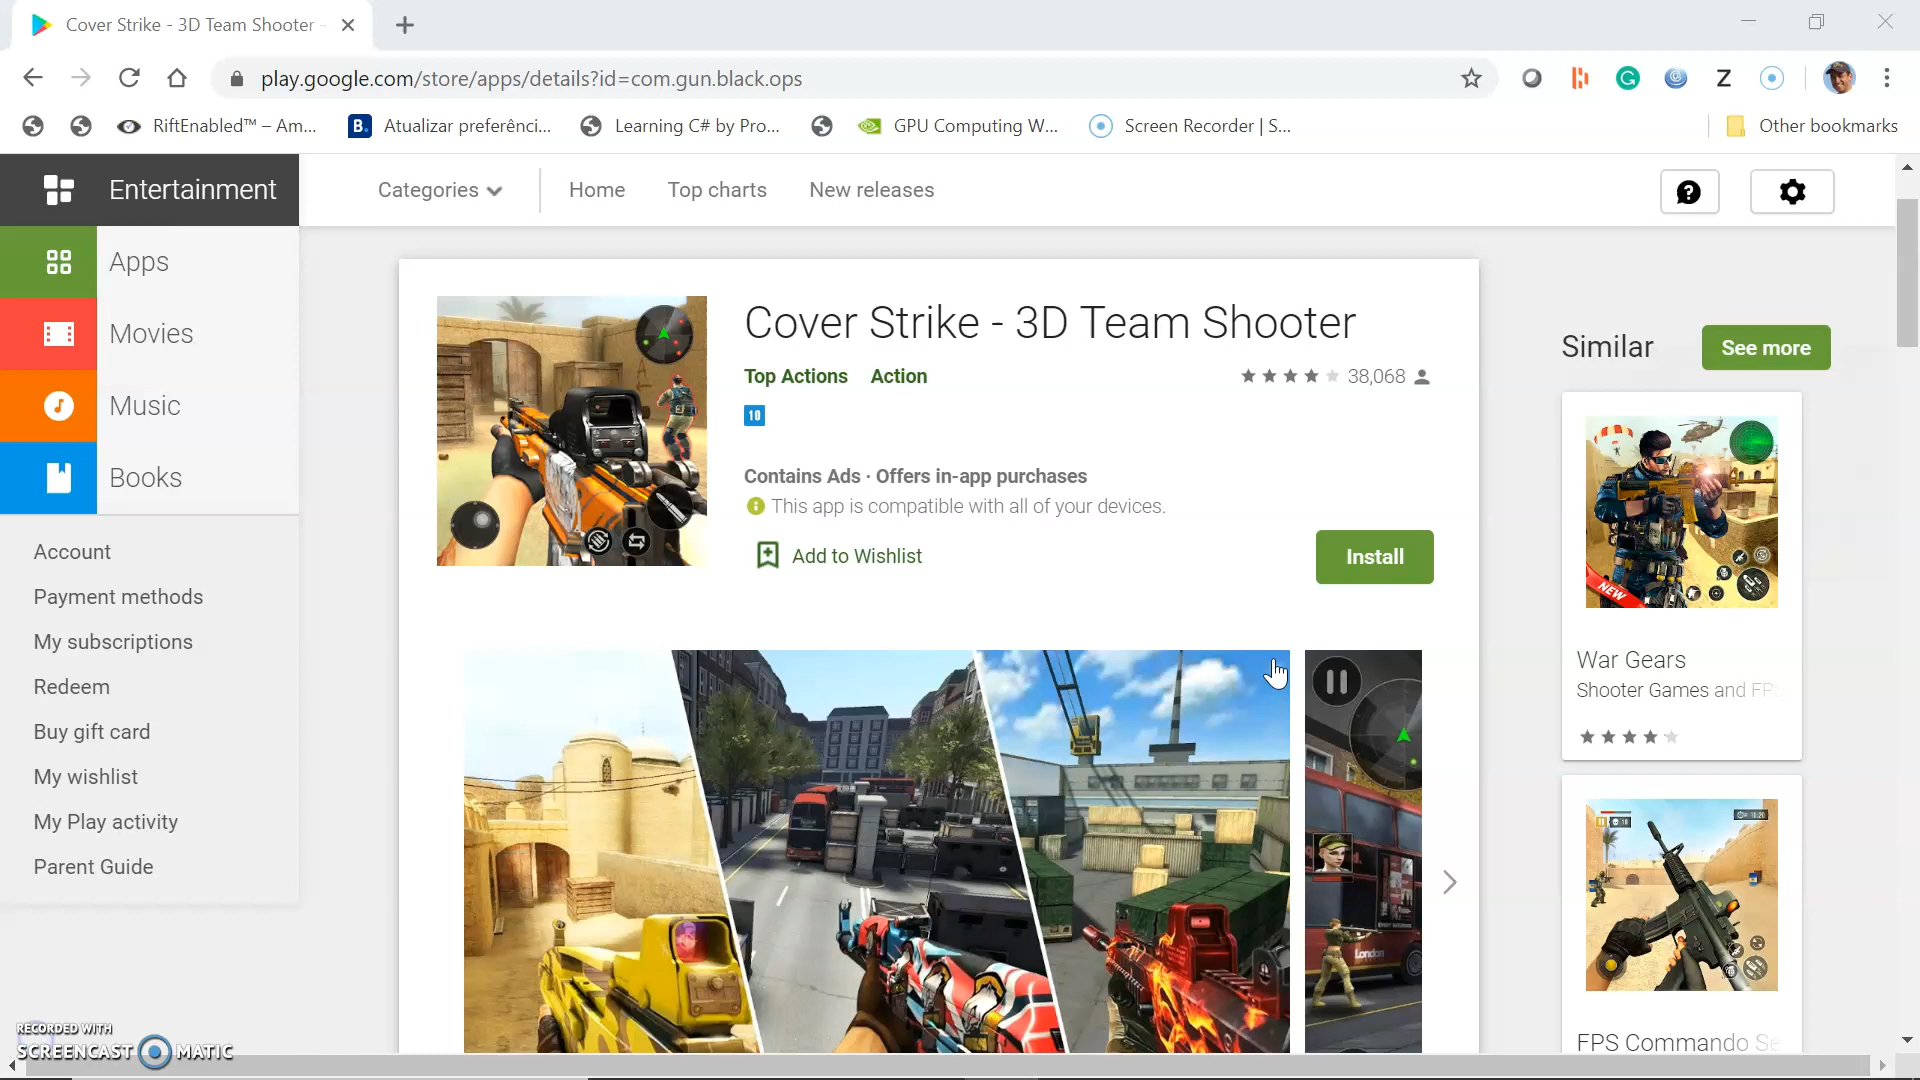 Cover Strike - 3D Team Shooter -
play.google.com/store/apps/details?id=com.gun.black.ops
RiftEnabled™ – Am...
B.
Atualizar preferênci...
Learning C# by Pro...
GPU Computing W...
Screen Recorder | S...
Other bookmarks
Entertainment
Categories
Home
Top charts
New releases
Apps
Movies
Music
Books
Account
Payment methods
My subscriptions
Redeem
Buy gift card
My wishlist
My Play activity
Parent Guide
Cover Strike - 3D Team Shooter
Top Actions Action
38,068
10
Contains Ads · Offers in-app purchases
This app is compatible with all of your devices.
Add to Wishlist
Install
London
Similar
See more
NEW
War Gears
Shooter Games and FPS
FPS Commando Se
RECORDED WITH
SCREENCAST MATIC